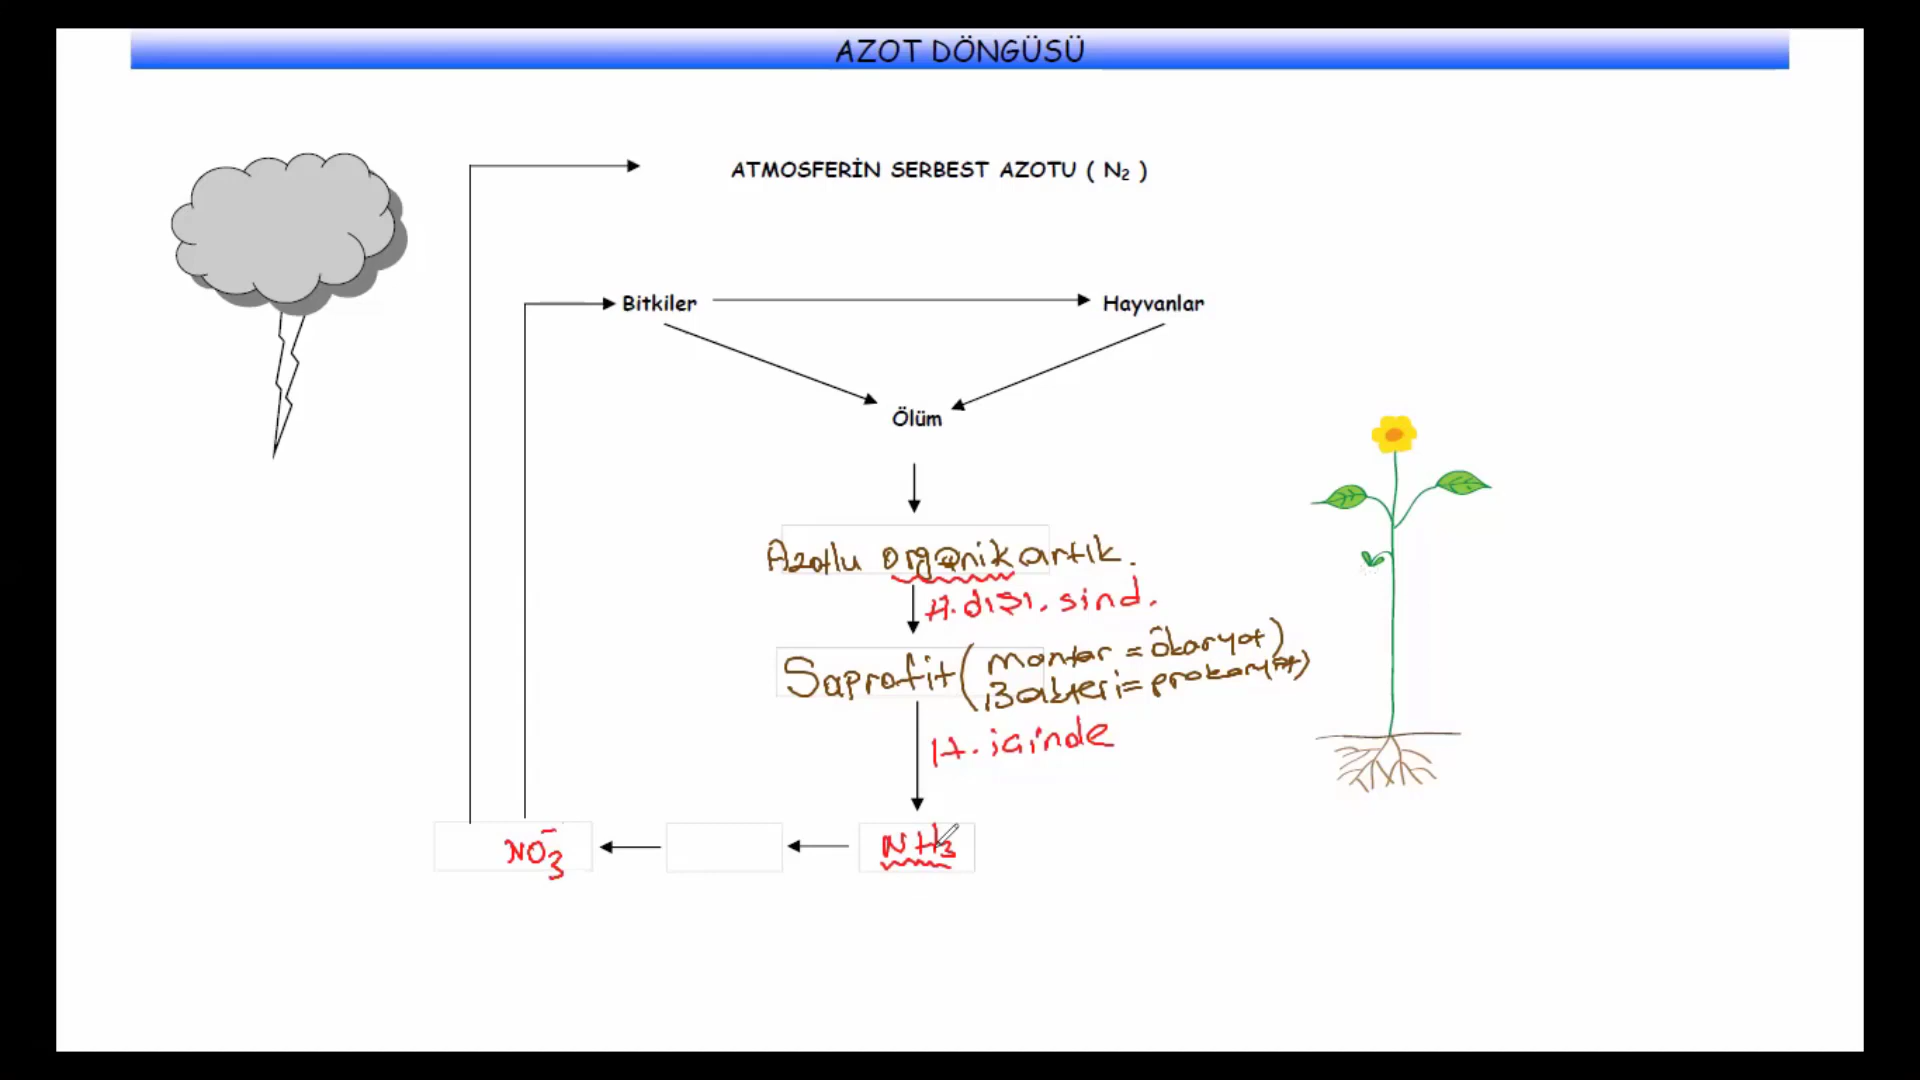 AZOT DÖNGÜSÜ
ATMOSFERİN SERBEST AZOTU ( N₂ )
Bitkiler
Hayvanlar
Ölüm
Azotlu organik artık.
H. dışı. sind.
Saprofit ( mantar = ökaryot )
Bakteri = prokaryot )
H. içinde
NO₃⁻
NH₃